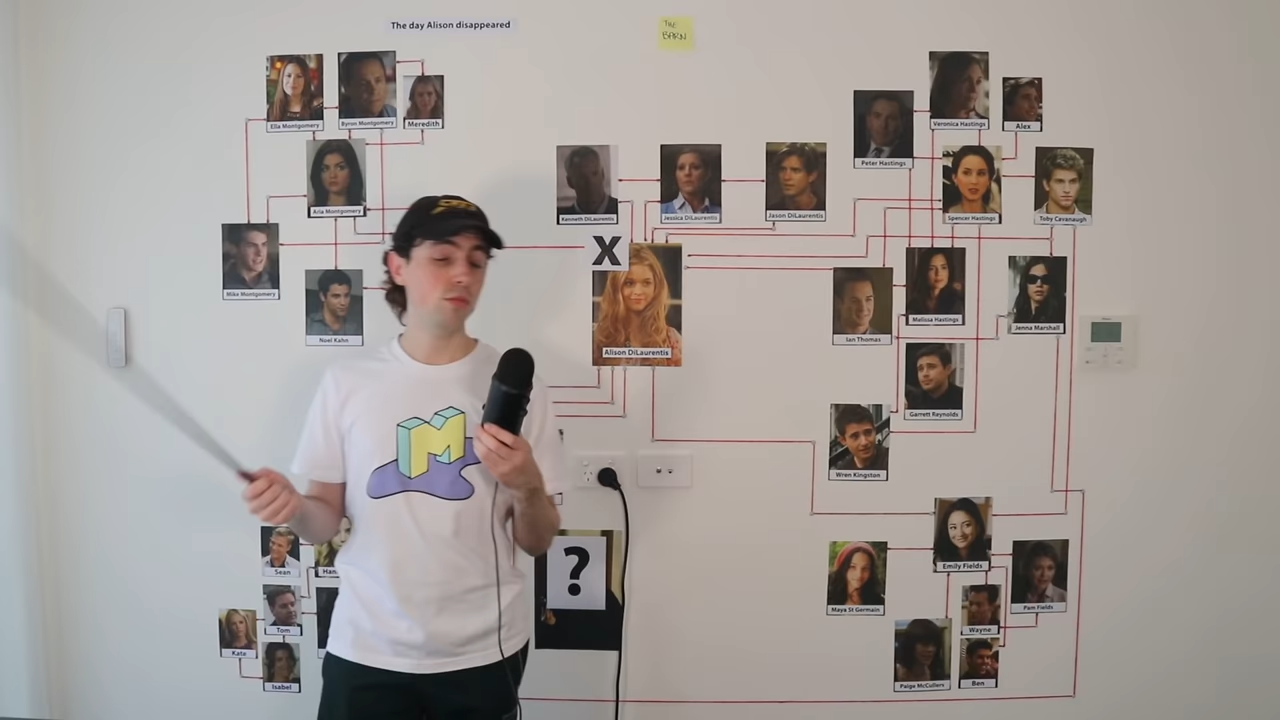 The day Alison disappeared
THE
BARN
Ella Montgomery
Byron Montgomery
Meredith
Aria Montgomery
Mike Montgomery
Noel Kahn
Kenneth DiLaurentis
Jessica DiLaurentis
Jason DiLaurentis
X
Alison DiLaurentis
Peter Hastings
Veronica Hastings
Alex
Spencer Hastings
Toby Cavanaugh
Ian Thomas
Melissa Hastings
Jenna Marshall
Garrett Reynolds
Wren Kingston
M
Sean
Han
Tom
Kate
Isabel
?
Emily Fields
Maya St Germain
Pam Fields
Wayne
Paige McCullers
Ben